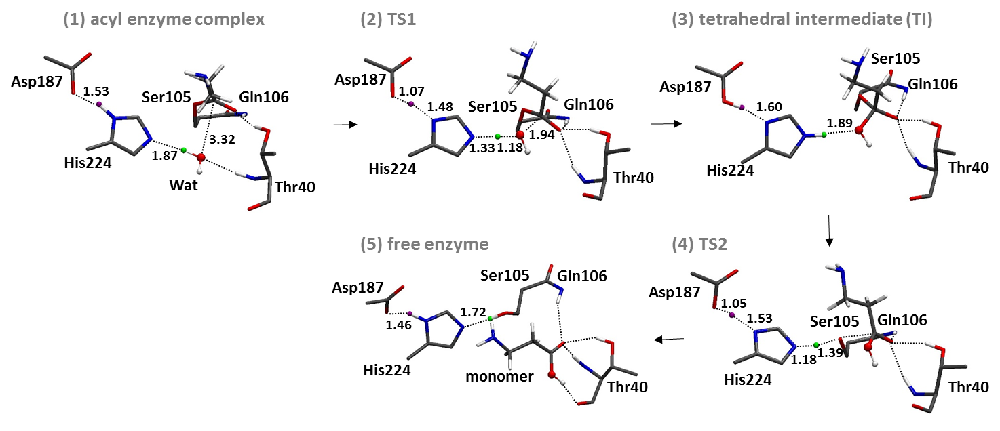 (1) acyl enzyme complex
Asp187
1.53
Ser105
Gln106
3.32
1.87
His224
Wat
Thr40
(2) TS1
Asp187
1.07
1.48
Ser105
Gln106
1.94
1.33
1.18
His224
Thr40
(3) tetrahedral intermediate (TI)
Ser105
Asp187
Gln106
1.60
1.89
His224
Thr40
(4) TS2
Asp187
1.05
1.53
Ser105
Gln106
1.18
1.39
His224
Thr40
(5) free enzyme
Ser105
Gln106
Asp187
1.72
1.46
His224
monomer
Thr40